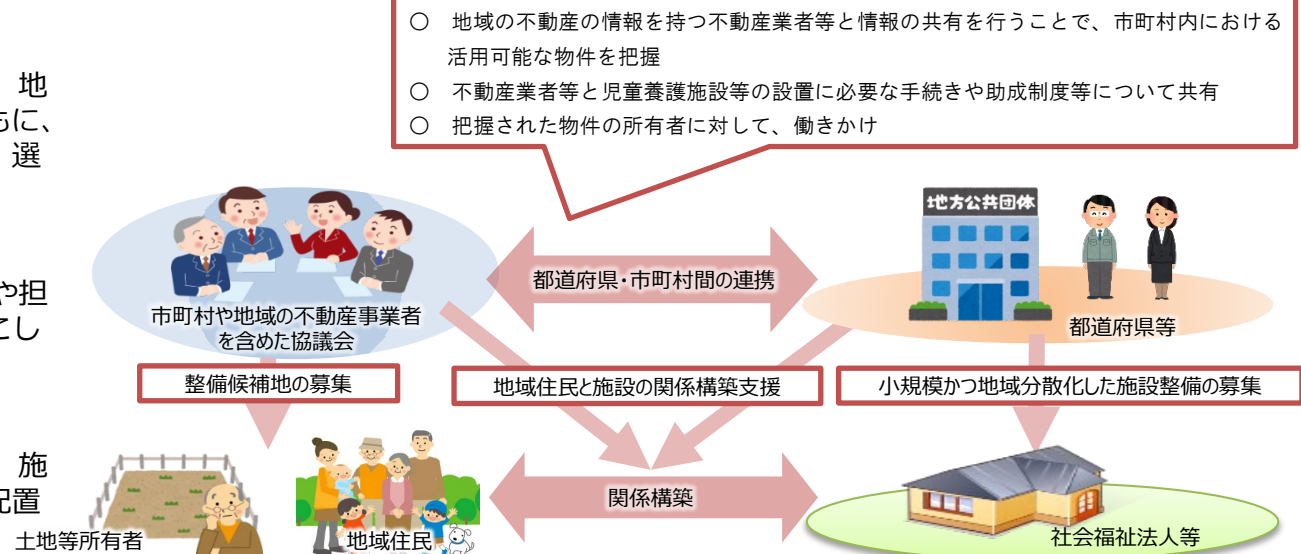 ○ 地域の不動産の情報を持つ不動産業者等と情報の共有を行うことで、市町村内における
活用可能な物件を把握
○ 不動産業者等と児童養護施設等の設置に必要な手続きや助成制度等について共有
○ 把握された物件の所有者に対して、働きかけ
地
もに、
選
や担
こし
施
配置
地方公共団体
都道府県・市町村間の連携
市町村や地域の不動産事業者
を含めた協議会
都道府県等
整備候補地の募集
地域住民と施設の関係構築支援
小規模かつ地域分散化した施設整備の募集
関係構築
土地等所有者
地域住民
社会福祉法人等